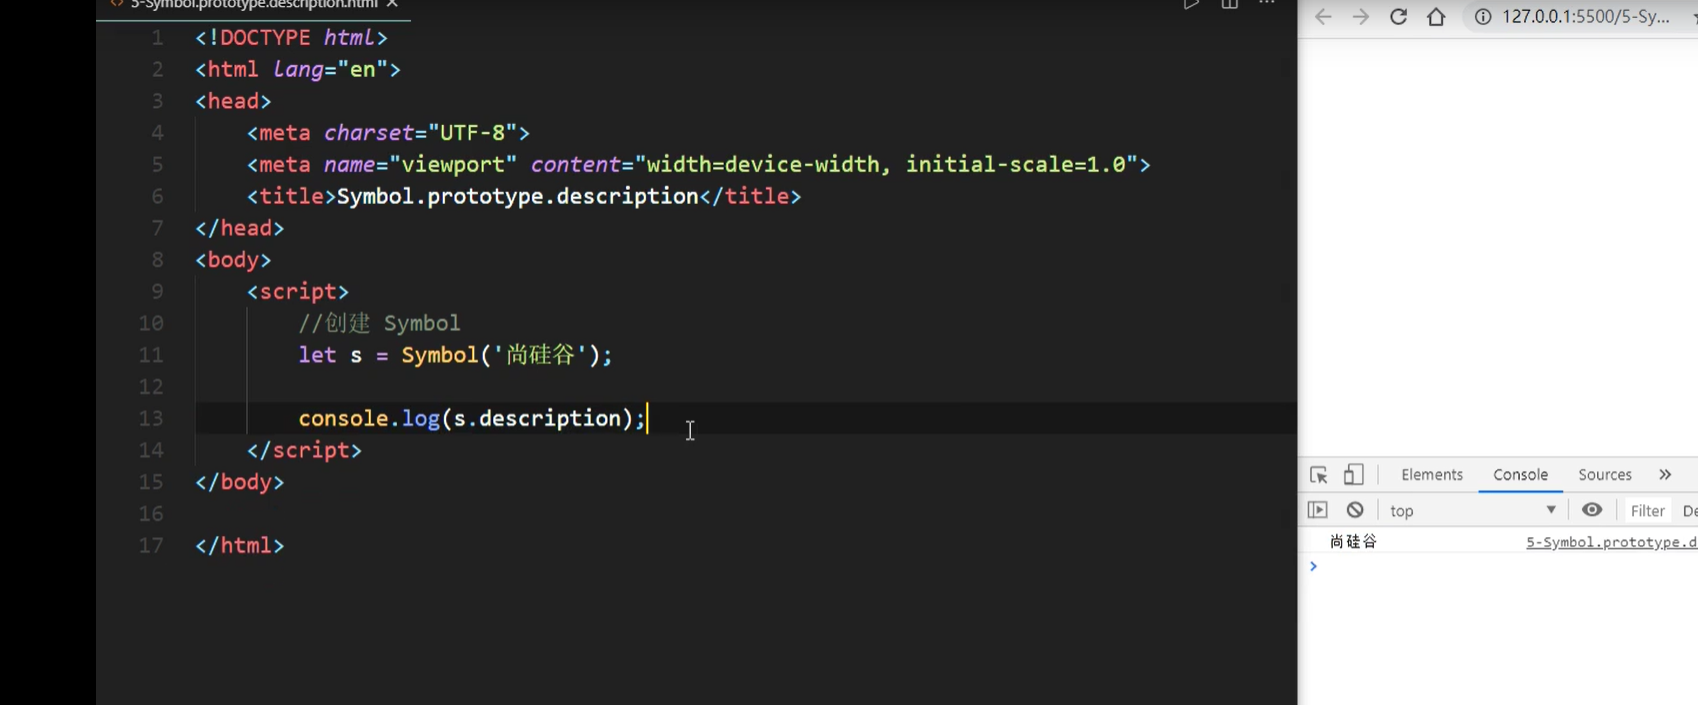 5-Symbol.prototype.description.html
1 <!DOCTYPE html>
2 <html lang="en">
3 <head>
4 <meta charset="UTF-8">
5 <meta name="viewport" content="width=device-width, initial-scale=1.0">
6 <title>Symbol.prototype.description</title>
7 </head>
8 <body>
9 <script>
10 //创建 Symbol
11 let s = Symbol('尚硅谷');
12
13 console.log(s.description);
14 </script>
15 </body>
16
17 </html>
127.0.0.1:5500/5-Sy...
Elements Console Sources »
top Filter De
尚硅谷 5-Symbol.prototype.d